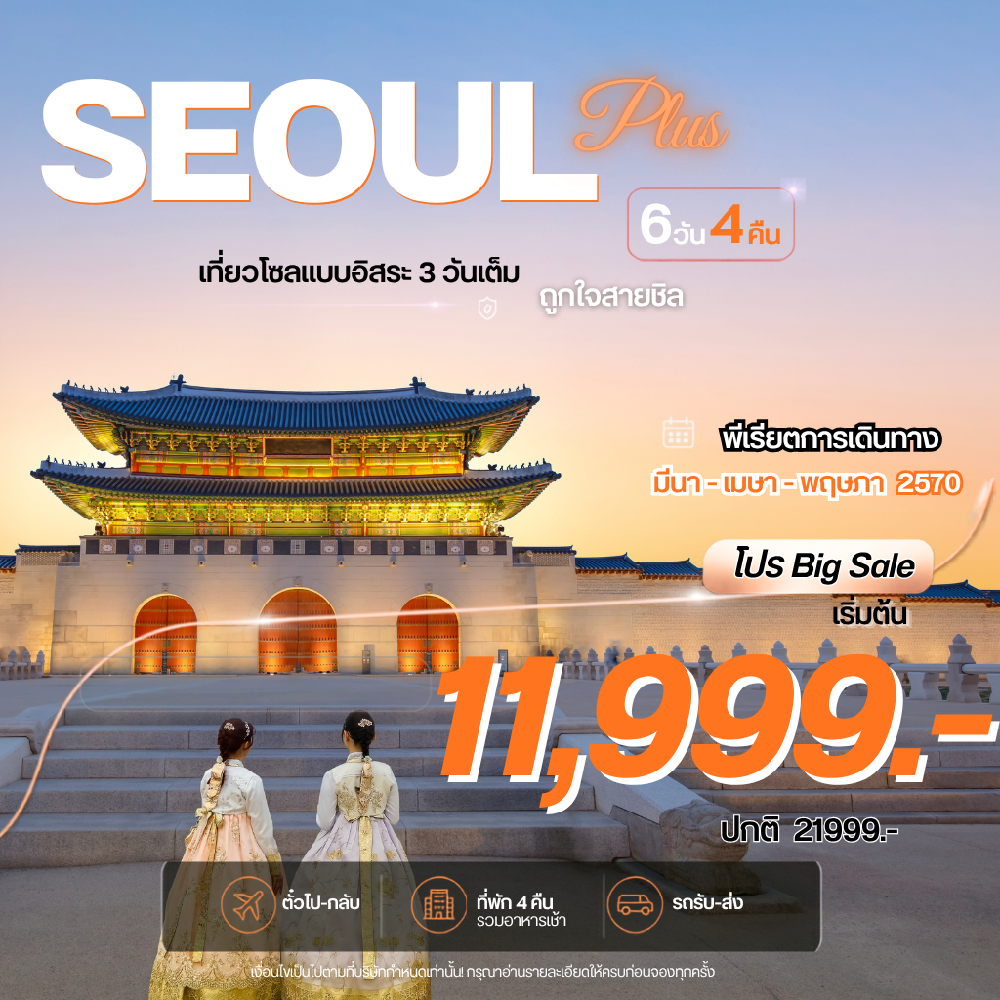 SEOUL Plus
6 วัน 4 คืน
เที่ยวโซลแบบอิสระ 3 วันเต็ม
ถูกใจสายชิล
พีเรียตการเดินทาง
มีนา - เมษา - พฤษภา 2570
โปร Big Sale
เริ่มต้น
11,999.-
ปกติ 21999.-
ตั๋วไป-กลับ
ที่พัก 4 คืน
รวมอาหารเช้า
รถรับ-ส่ง
เงื่อนไขเป็นไปตามที่บริษัทกำหนดเท่านั้น! กรุณาอ่านรายละเอียดให้ครบก่อนจองทุกครั้ง